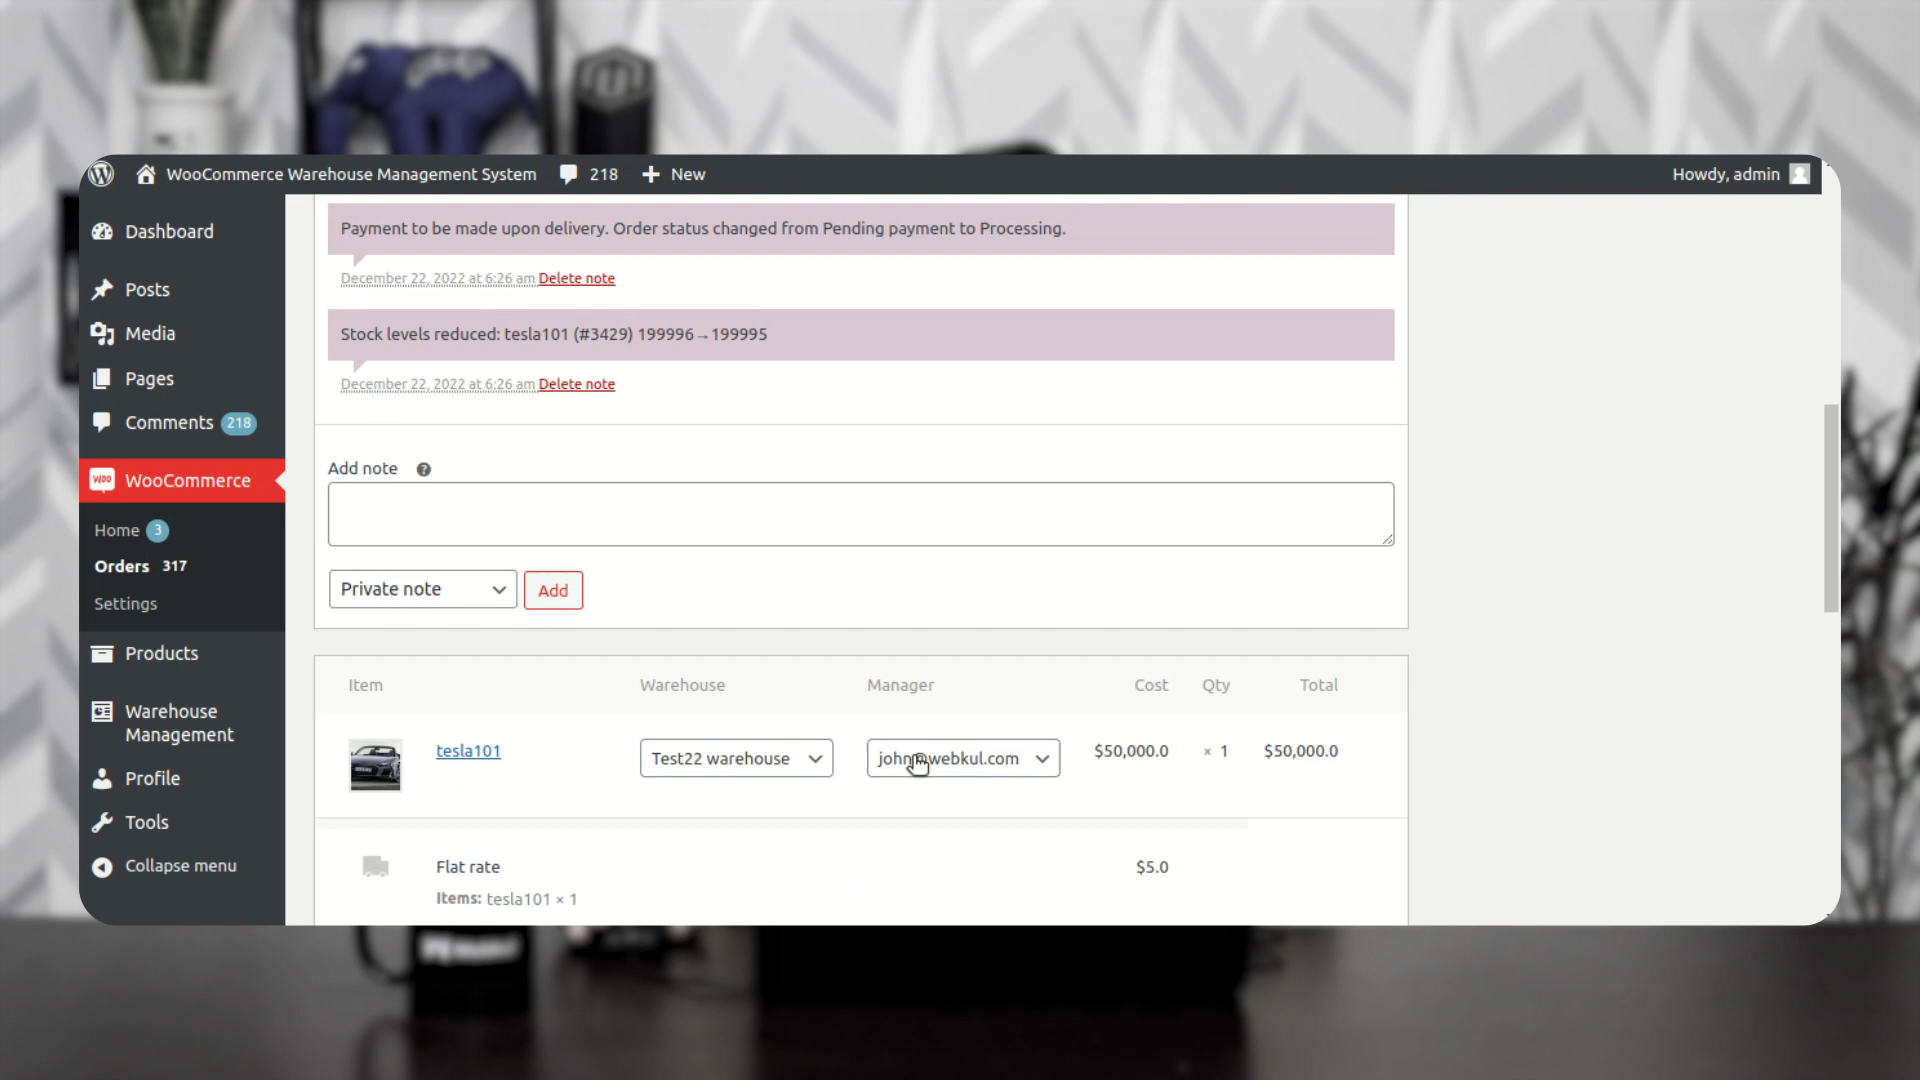 WooCommerce Warehouse Management System 218 New Howdy, admin
Dashboard
Posts
Media
Pages
Comments 218
WOO WooCommerce
Home 3
Orders 317
Settings
Products
Warehouse
Management
Profile
Tools
Collapse menu
Payment to be made upon delivery. Order status changed from Pending payment to Processing.
December 22, 2022 at 6:26 am Delete note
Stock levels reduced: tesla101 (#3429) 199996→199995
December 22, 2022 at 6:26 am Delete note
Add note ?
Private note Add
Item Warehouse Manager Cost Qty Total
tesla101 Test22 warehouse john@webkul.com $50,000.0 × 1 $50,000.0
Flat rate $5.0
Items: tesla101 × 1